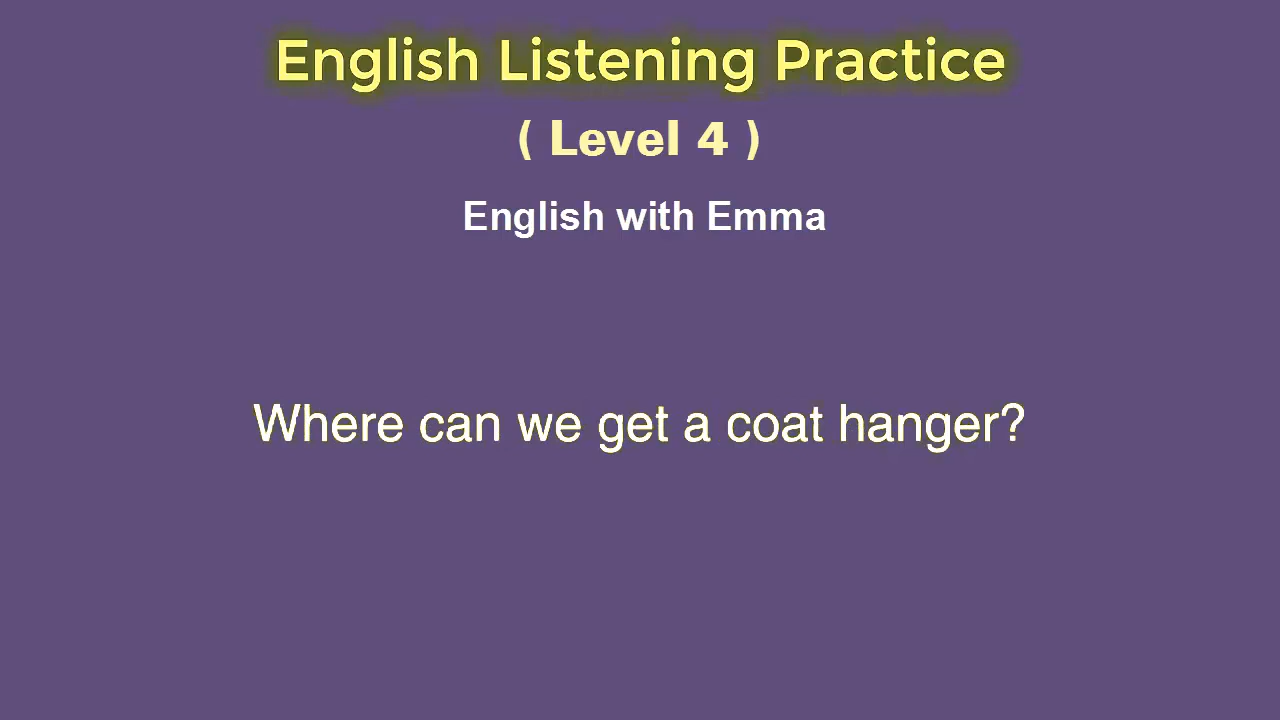 English Listening Practice
( Level 4 )
English with Emma
Where can we get a coat hanger?